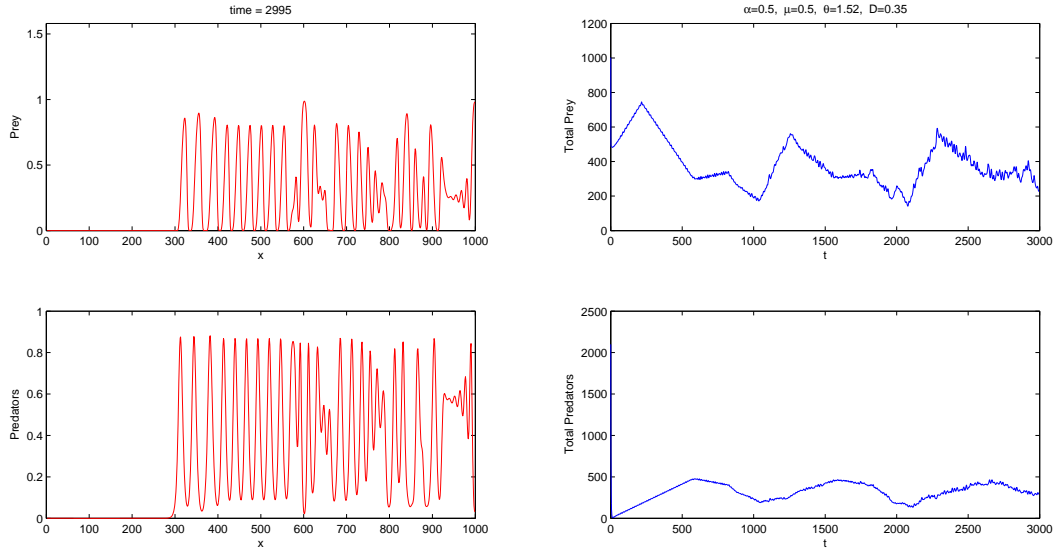 time = 2995
1.5
1
0.5
0
Prey
0 100 200 300 400 500 600 700 800 900 1000
x
α=0.5, μ=0.5, θ=1.52, D=0.35
1200
1000
800
600
400
200
0
Total Prey
0 500 1000 1500 2000 2500 3000
t
1
0.8
0.6
0.4
0.2
0
Predators
0 100 200 300 400 500 600 700 800 900 1000
x
2500
2000
1500
1000
500
0
Total Predators
0 500 1000 1500 2000 2500 3000
t